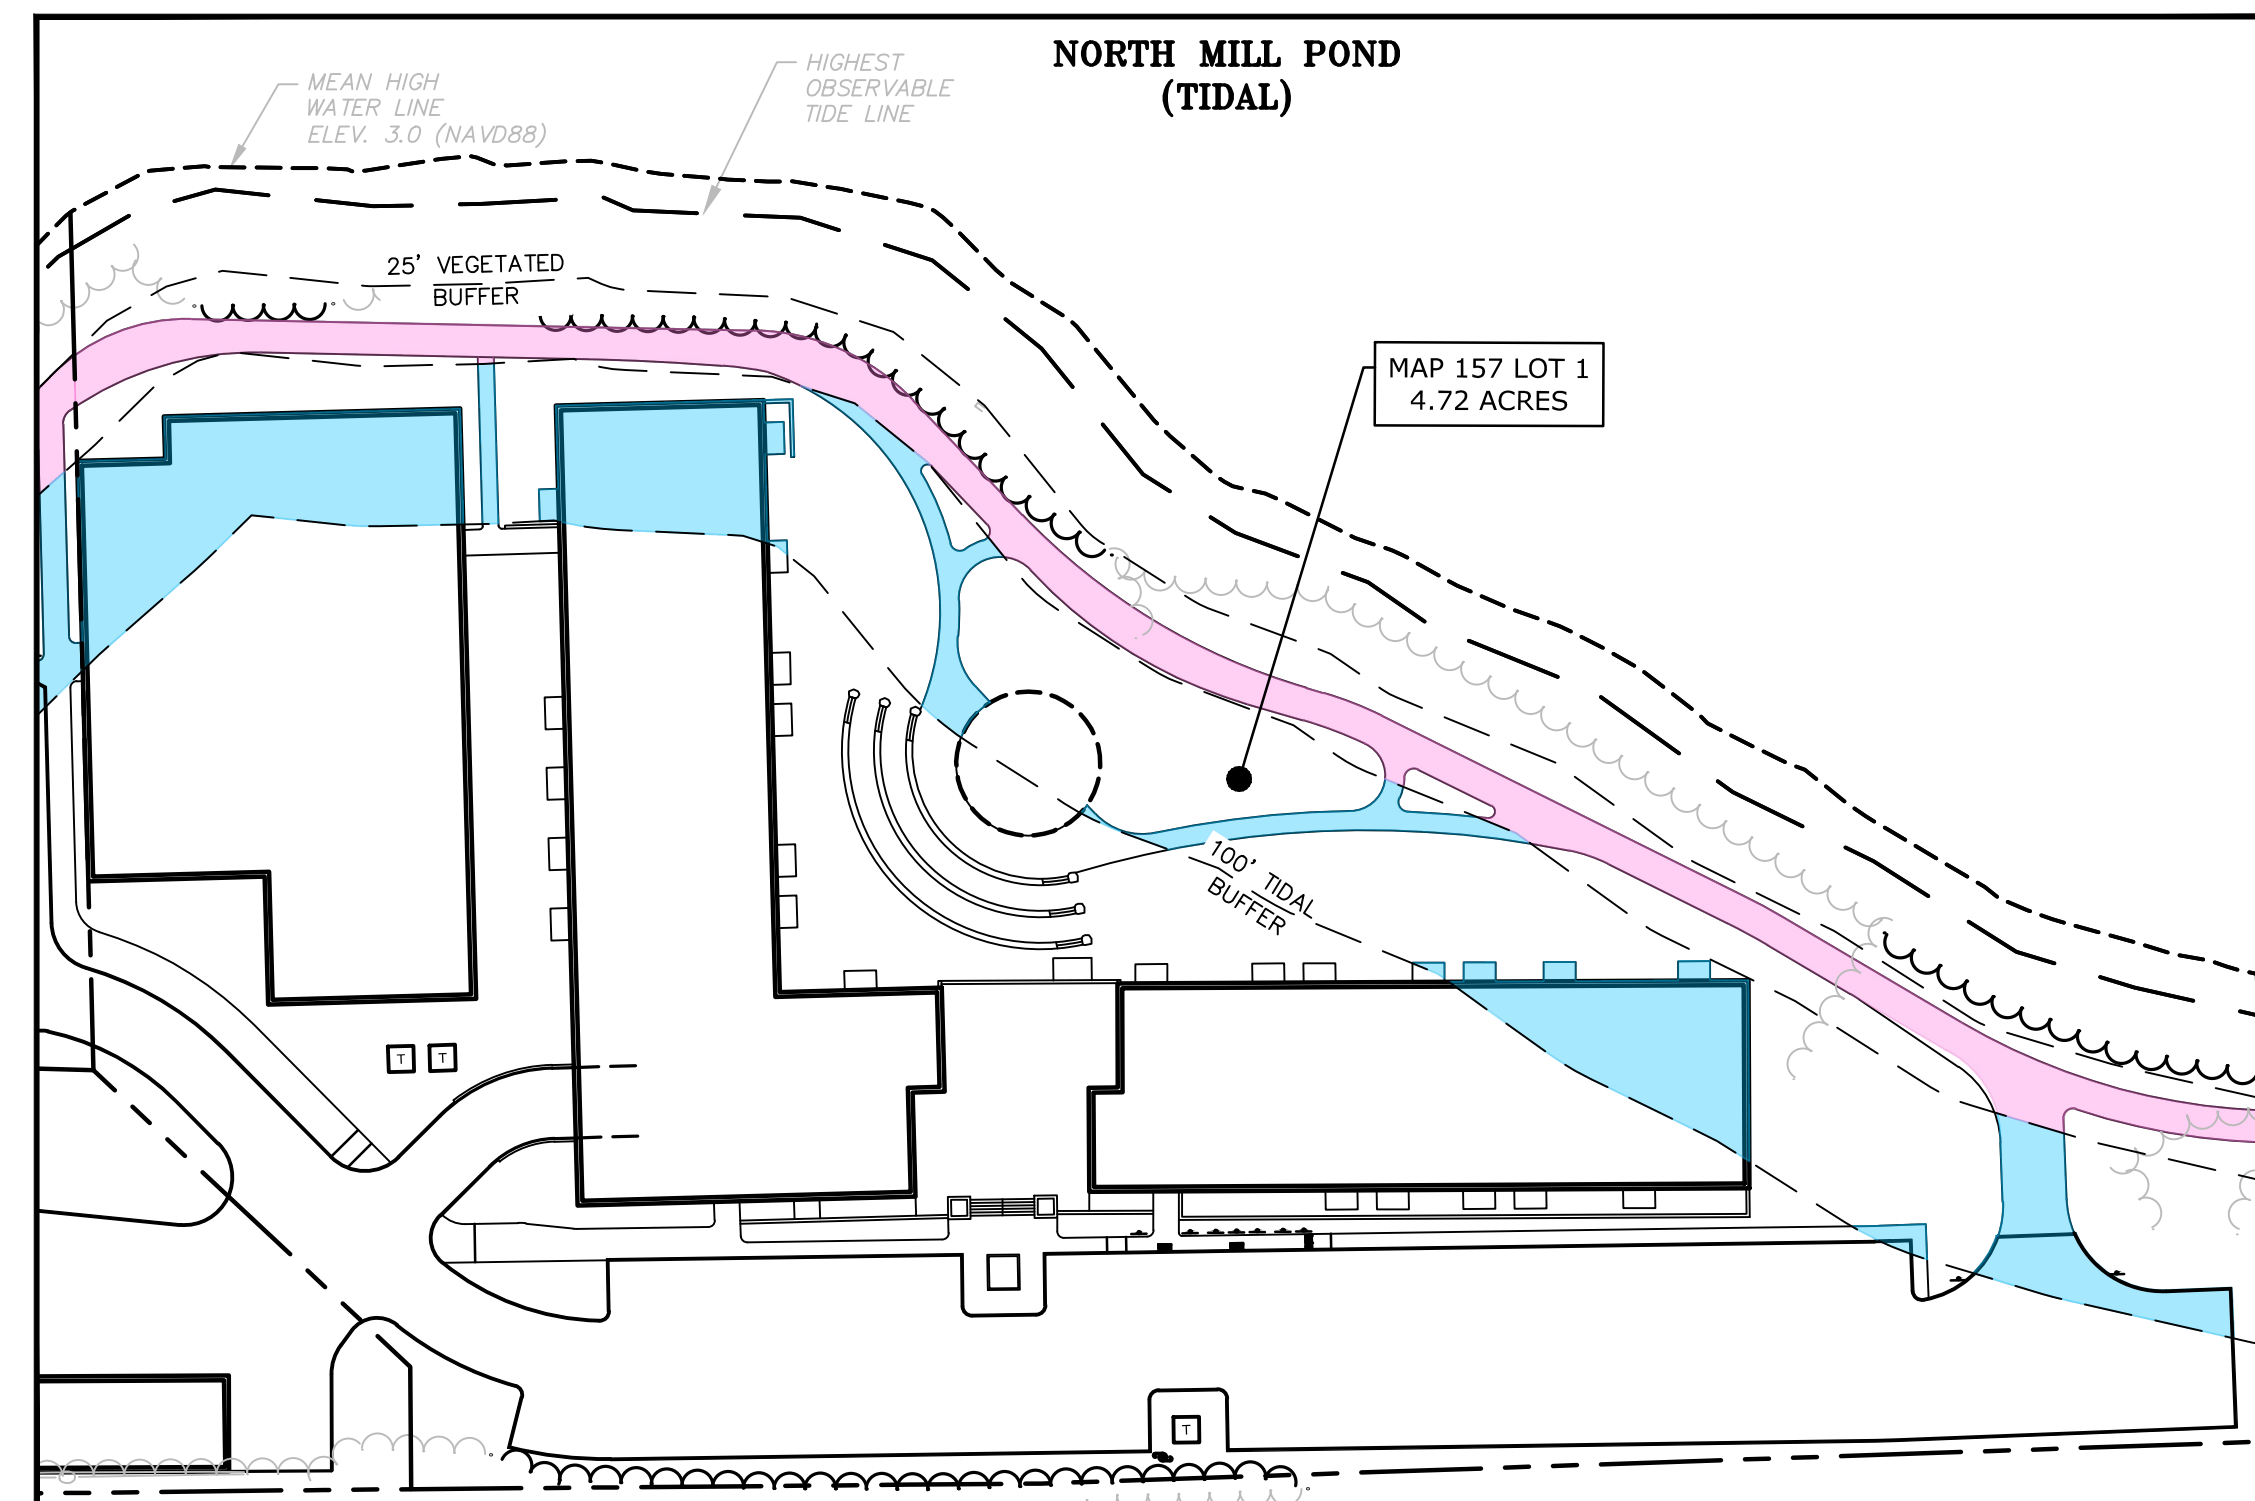 NORTH MILL POND
(TIDAL)
MEAN HIGH
WATER LINE
ELEV. 3.0 (NAVD88)
HIGHEST
OBSERVABLE
TIDE LINE
25' VEGETATED
BUFFER
MAP 157 LOT 1
4.72 ACRES
100' TIDAL
BUFFER
T
T
T